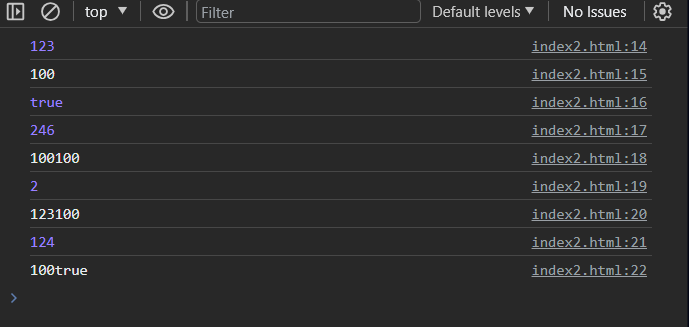 top ▼ Filter Default levels ▼ No Issues
123 index2.html:14
100 index2.html:15
true index2.html:16
246 index2.html:17
100100 index2.html:18
2 index2.html:19
123100 index2.html:20
124 index2.html:21
100true index2.html:22
>